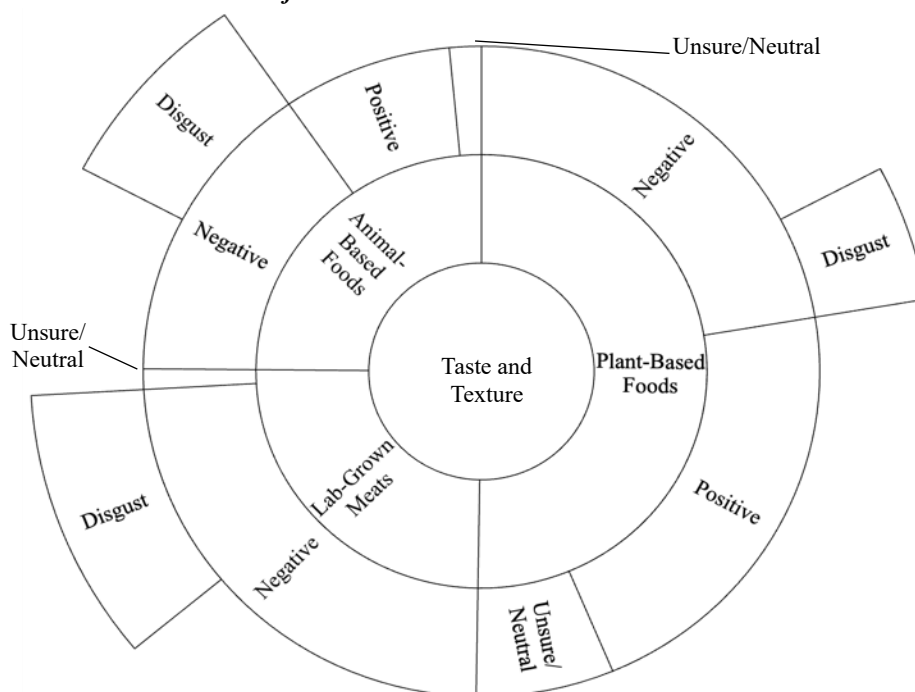 Unsure/Neutral
Disgust
Positive
Negative
Negative
Animal-
Based
Foods
Disgust
Unsure/
Neutral
Taste and
Texture
Plant-Based
Foods
Lab-Grown
Meats
Disgust
Positive
Negative
Unsure/
Neutral